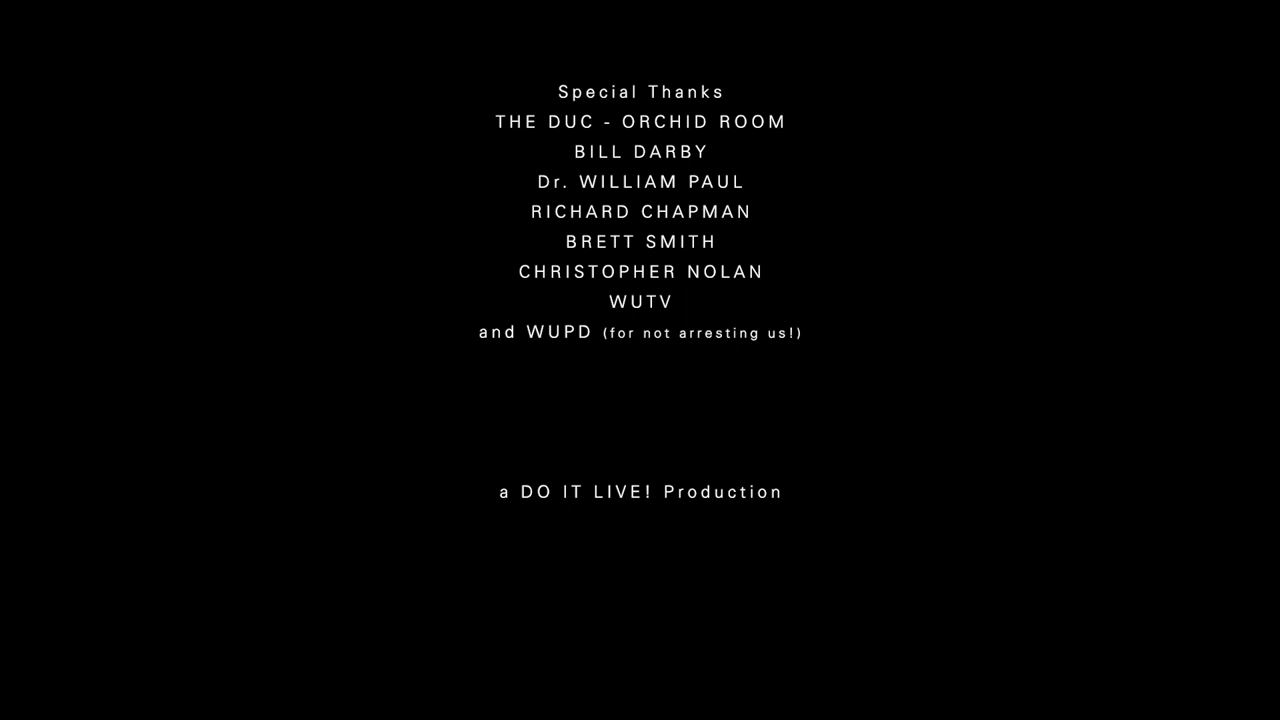 Special Thanks
THE DUC - ORCHID ROOM
BILL DARBY
Dr. WILLIAM PAUL
RICHARD CHAPMAN
BRETT SMITH
CHRISTOPHER NOLAN
WUTV
and WUPD (for not arresting us!)
a DO IT LIVE! Production